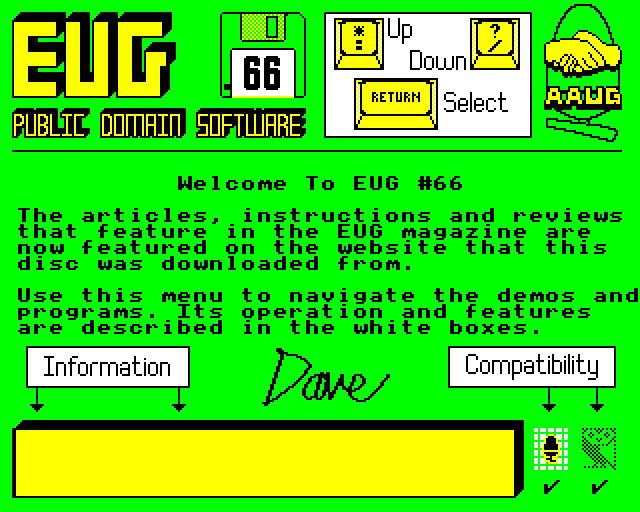 EUG
66
* :
Up
? /
Down
RETURN
Select
AAUG
PUBLIC DOMAIN SOFTWARE
Welcome To EUG #66
The articles, instructions and reviews
that feature in the EUG magazine are
now featured on the website that this
disc was downloaded from.
Use this menu to navigate the demos and
programs. Its operation and features
are described in the white boxes.
Information
Dave
Compatibility